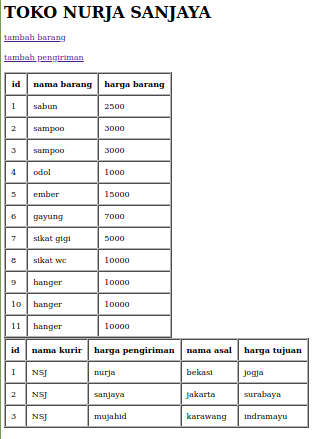 TOKO NURJA SANJAYA
tambah barang
tambah pengiriman
id nama barang harga barang
1 sabun 2500
2 sampoo 3000
3 sampoo 3000
4 odol 1000
5 ember 15000
6 gayung 7000
7 sikat gigi 5000
8 sikat wc 10000
9 hanger 10000
10 hanger 10000
11 hanger 10000
id nama kurir harga pengiriman nama asal harga tujuan
1 NSJ nurja bekasi jogja
2 NSJ sanjaya jakarta surabaya
3 NSJ mujahid karawang indramayu